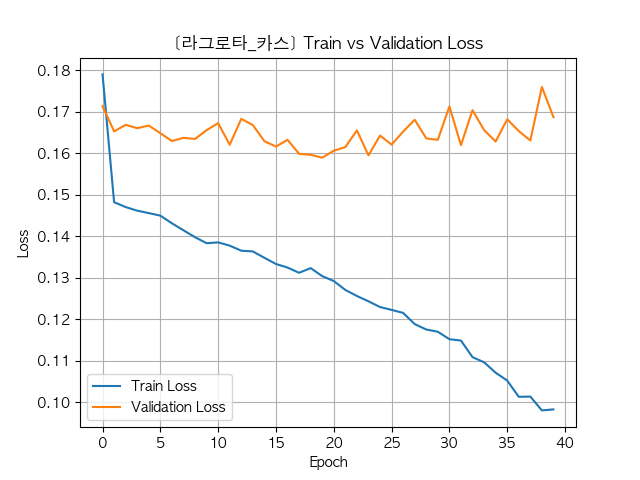 [라그로타_카스] Train vs Validation Loss
0.18
0.17
0.16
0.15
0.14
0.13
0.12
0.11
0.10
Loss
Train Loss
Validation Loss
0 5 10 15 20 25 30 35 40
Epoch